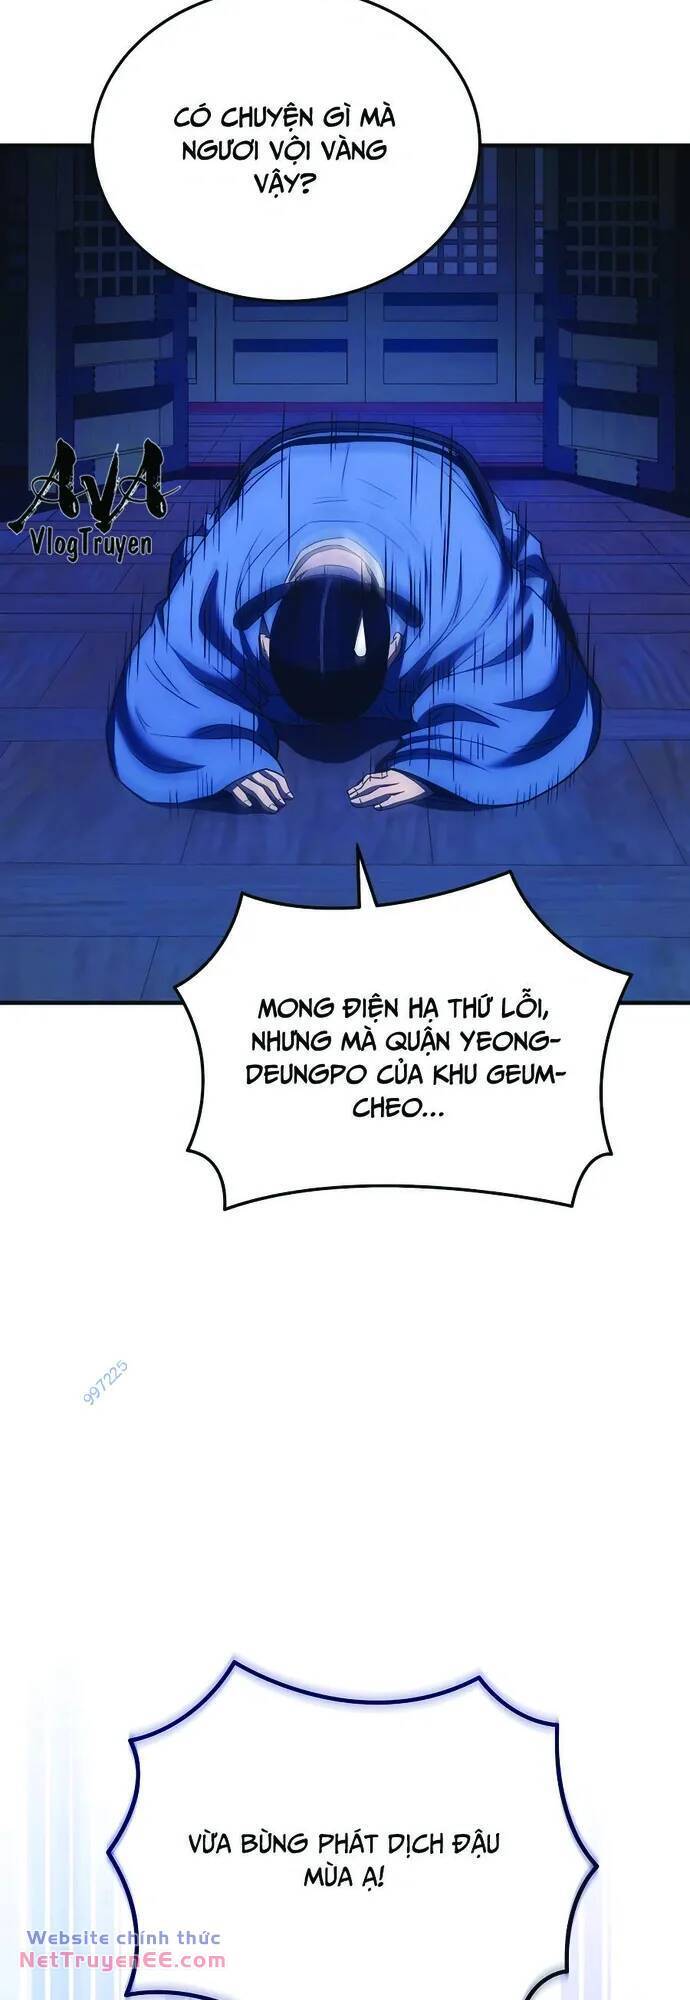 CÓ CHUYỆN GÌ MÀ
NGƯƠI VỘI VÀNG
VẬY?
AVA
VlogTruyen
MONG ĐIỆN HẠ THỨ LỖI,
NHƯNG MÀ QUẬN YEONG-
DEUNGPO CỦA KHU GEUM-
CHEO...
997225
VỪA BÙNG PHÁT DỊCH ĐẬU
MÙA Ạ!
Website chính thức
NetTruyenEE.com